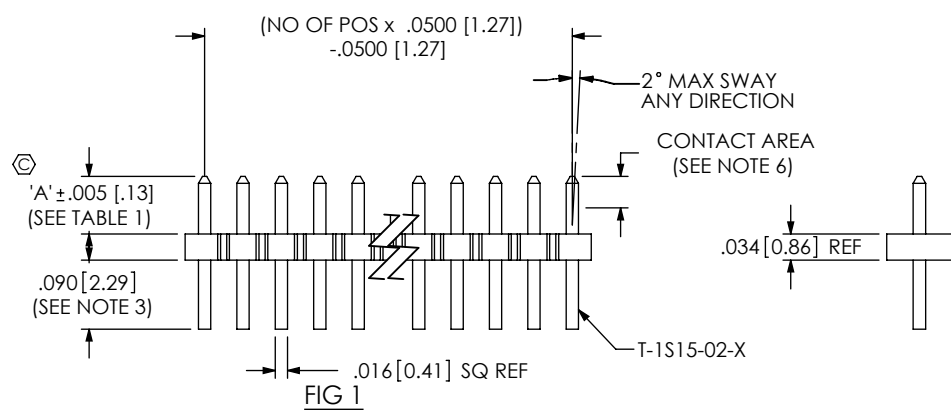 (NO OF POS x .0500 [1.27])
-.0500 [1.27]
2° MAX SWAY
ANY DIRECTION
CONTACT AREA
(SEE NOTE 6)
C
'A' ±.005 [.13]
(SEE TABLE 1)
.034[0.86] REF
.090[2.29]
(SEE NOTE 3)
T-1S15-02-X
.016[0.41] SQ REF
FIG 1